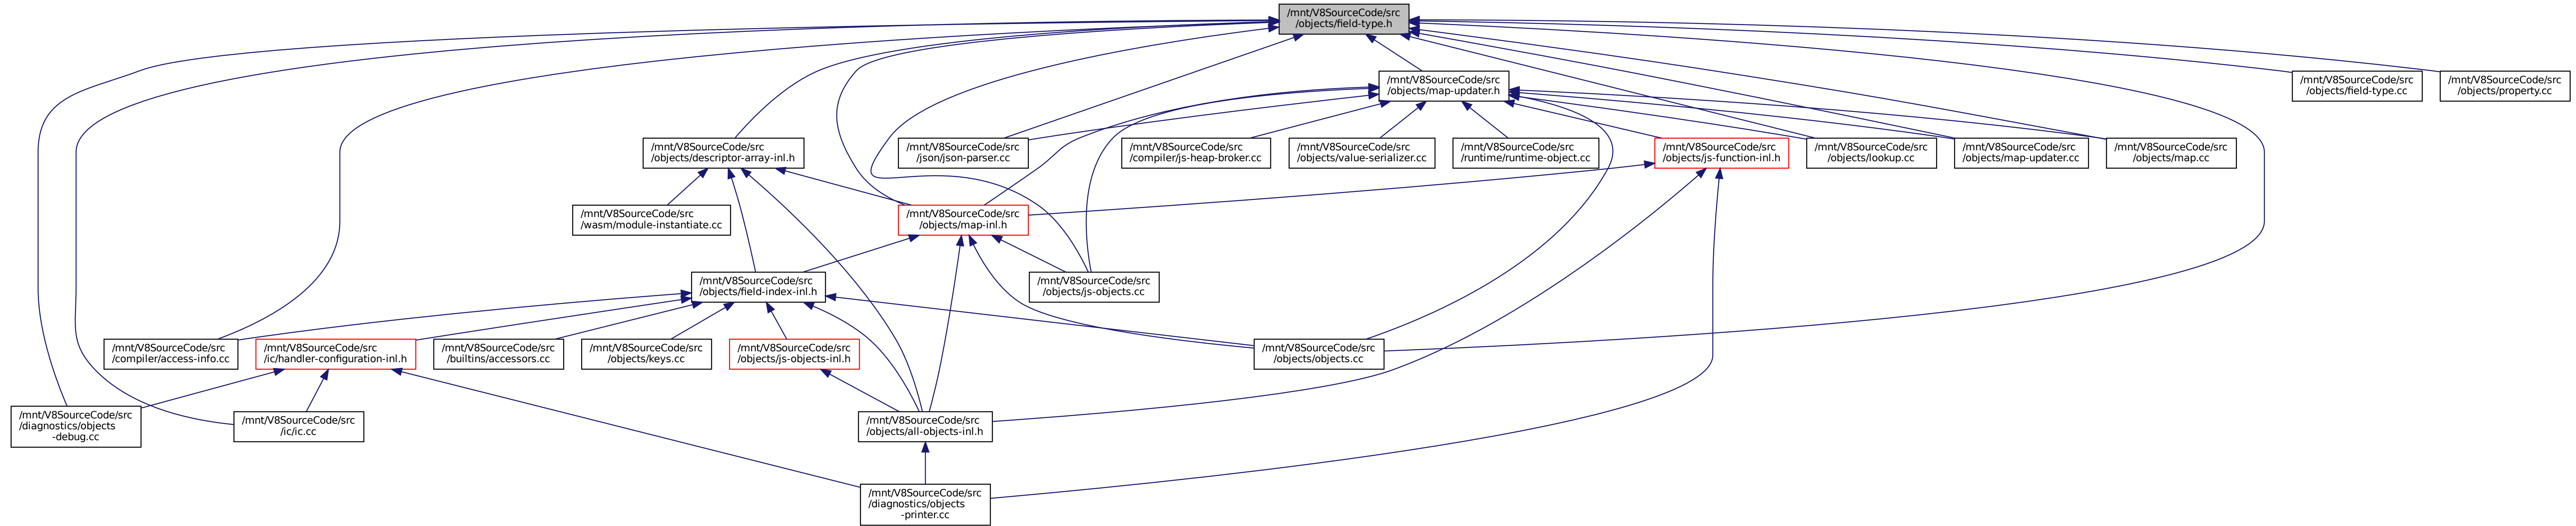 /mnt/V8SourceCode/src
/objects/field-type.h
/mnt/V8SourceCode/src
/objects/map-updater.h
/mnt/V8SourceCode/src
/objects/field-type.cc
/mnt/V8SourceCode/src
/objects/property.cc
/mnt/V8SourceCode/src
/objects/descriptor-array-inl.h
/mnt/V8SourceCode/src
/json/json-parser.cc
/mnt/V8SourceCode/src
/compiler/js-heap-broker.cc
/mnt/V8SourceCode/src
/objects/value-serializer.cc
/mnt/V8SourceCode/src
/runtime/runtime-object.cc
/mnt/V8SourceCode/src
/objects/js-function-inl.h
/mnt/V8SourceCode/src
/objects/lookup.cc
/mnt/V8SourceCode/src
/objects/map-updater.cc
/mnt/V8SourceCode/src
/objects/map.cc
/mnt/V8SourceCode/src
/wasm/module-instantiate.cc
/mnt/V8SourceCode/src
/objects/map-inl.h
/mnt/V8SourceCode/src
/objects/field-index-inl.h
/mnt/V8SourceCode/src
/objects/js-objects.cc
/mnt/V8SourceCode/src
/compiler/access-info.cc
/mnt/V8SourceCode/src
/ic/handler-configuration-inl.h
/mnt/V8SourceCode/src
/builtins/accessors.cc
/mnt/V8SourceCode/src
/objects/keys.cc
/mnt/V8SourceCode/src
/objects/js-objects-inl.h
/mnt/V8SourceCode/src
/objects/objects.cc
/mnt/V8SourceCode/src
/diagnostics/objects
-debug.cc
/mnt/V8SourceCode/src
/ic/ic.cc
/mnt/V8SourceCode/src
/objects/all-objects-inl.h
/mnt/V8SourceCode/src
/diagnostics/objects
-printer.cc